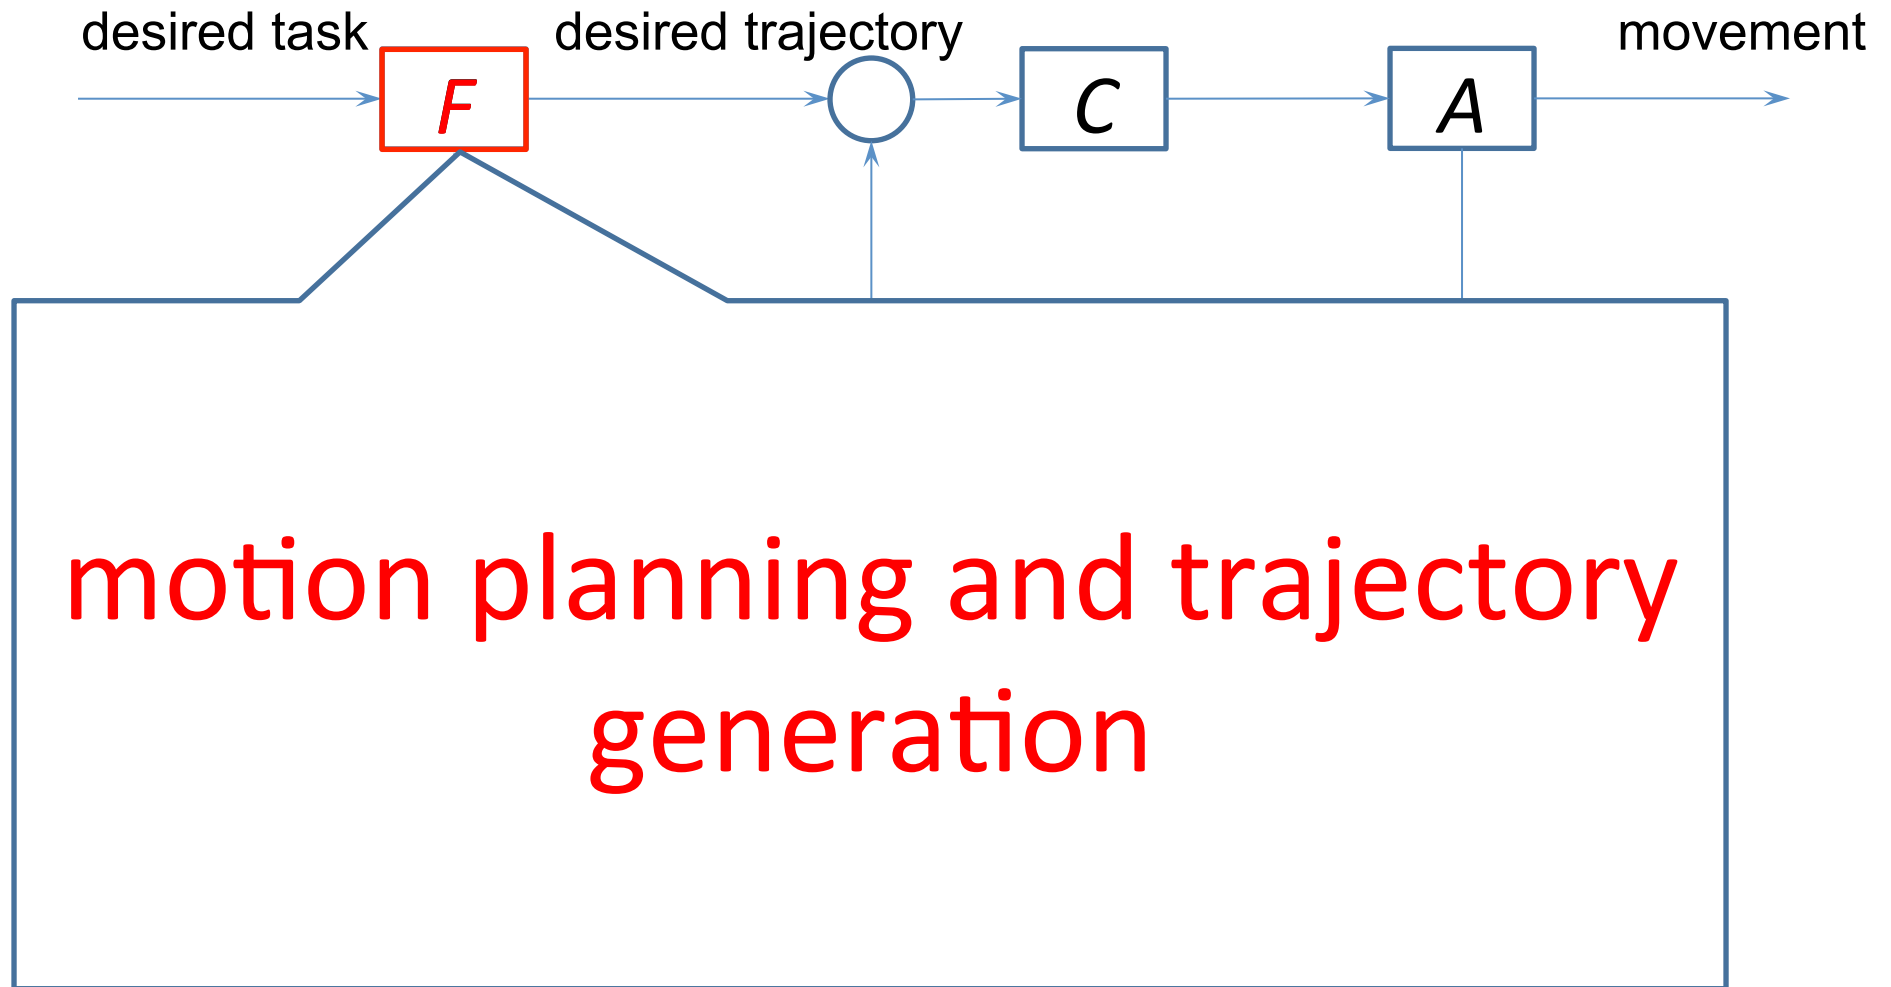 desired task
desired trajectory
movement
F
C
A
motion planning and trajectory
generation